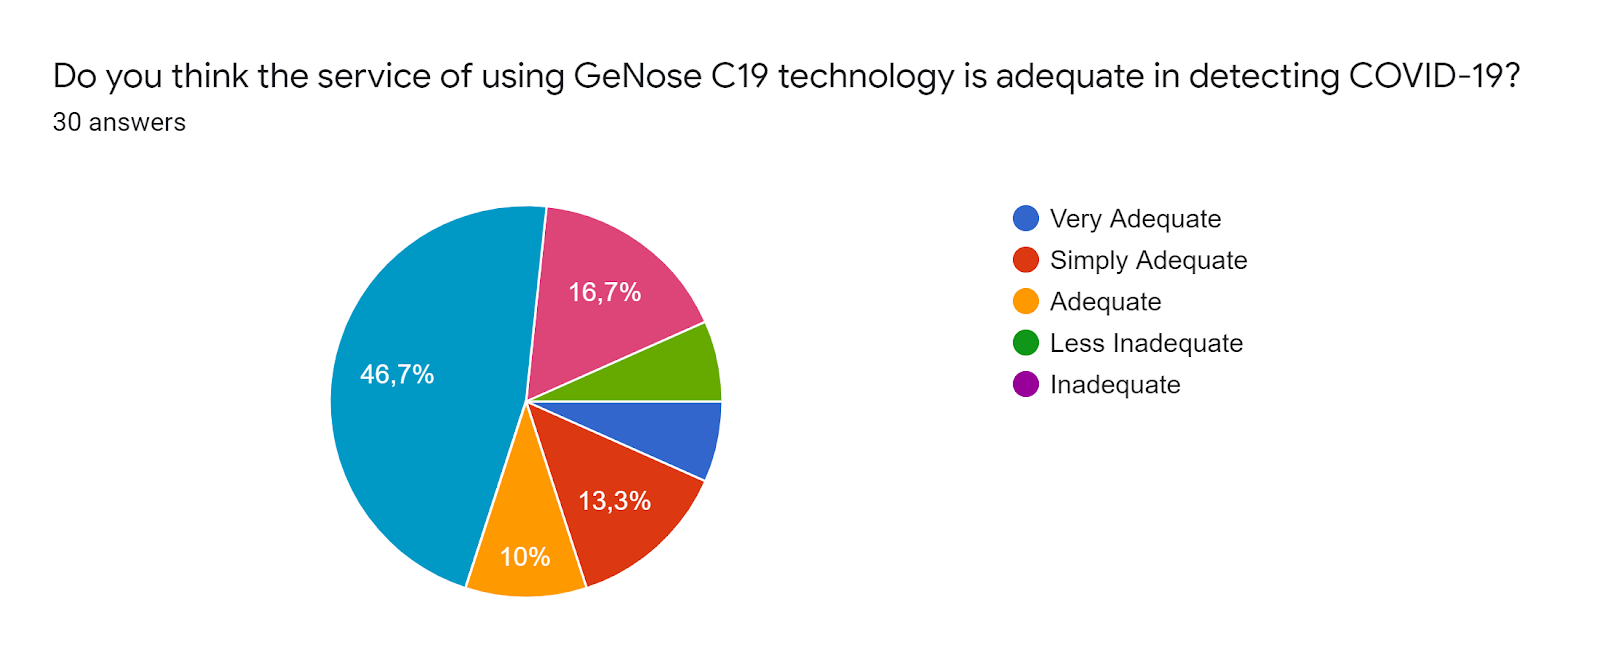 Do you think the service of using GeNose C19 technology is adequate in detecting COVID-19?
30 answers
16,7%
46,7%
13,3%
10%
Very Adequate
Simply Adequate
Adequate
Less Inadequate
Inadequate